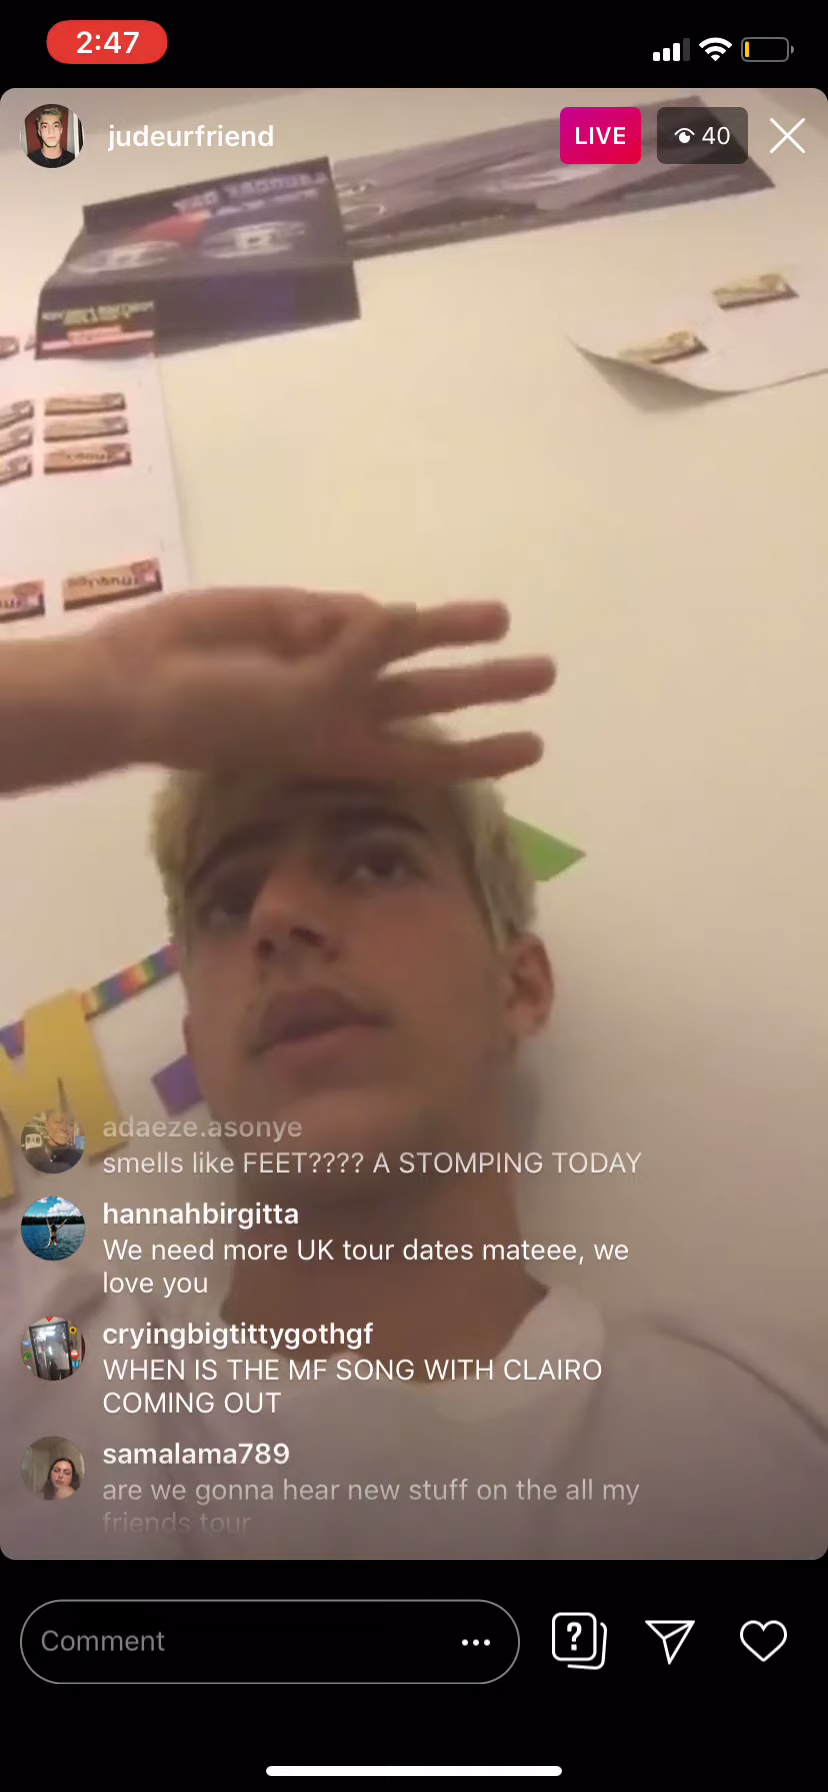 2:47
judeurfriend
LIVE
40
adaeze.asonye
smells like FEET???? A STOMPING TODAY
hannahbirgitta
We need more UK tour dates mateee, we
love you
cryingbigtittygothgf
WHEN IS THE MF SONG WITH CLAIRO
COMING OUT
samalama789
are we gonna hear new stuff on the all my
friends tour
M
Comment